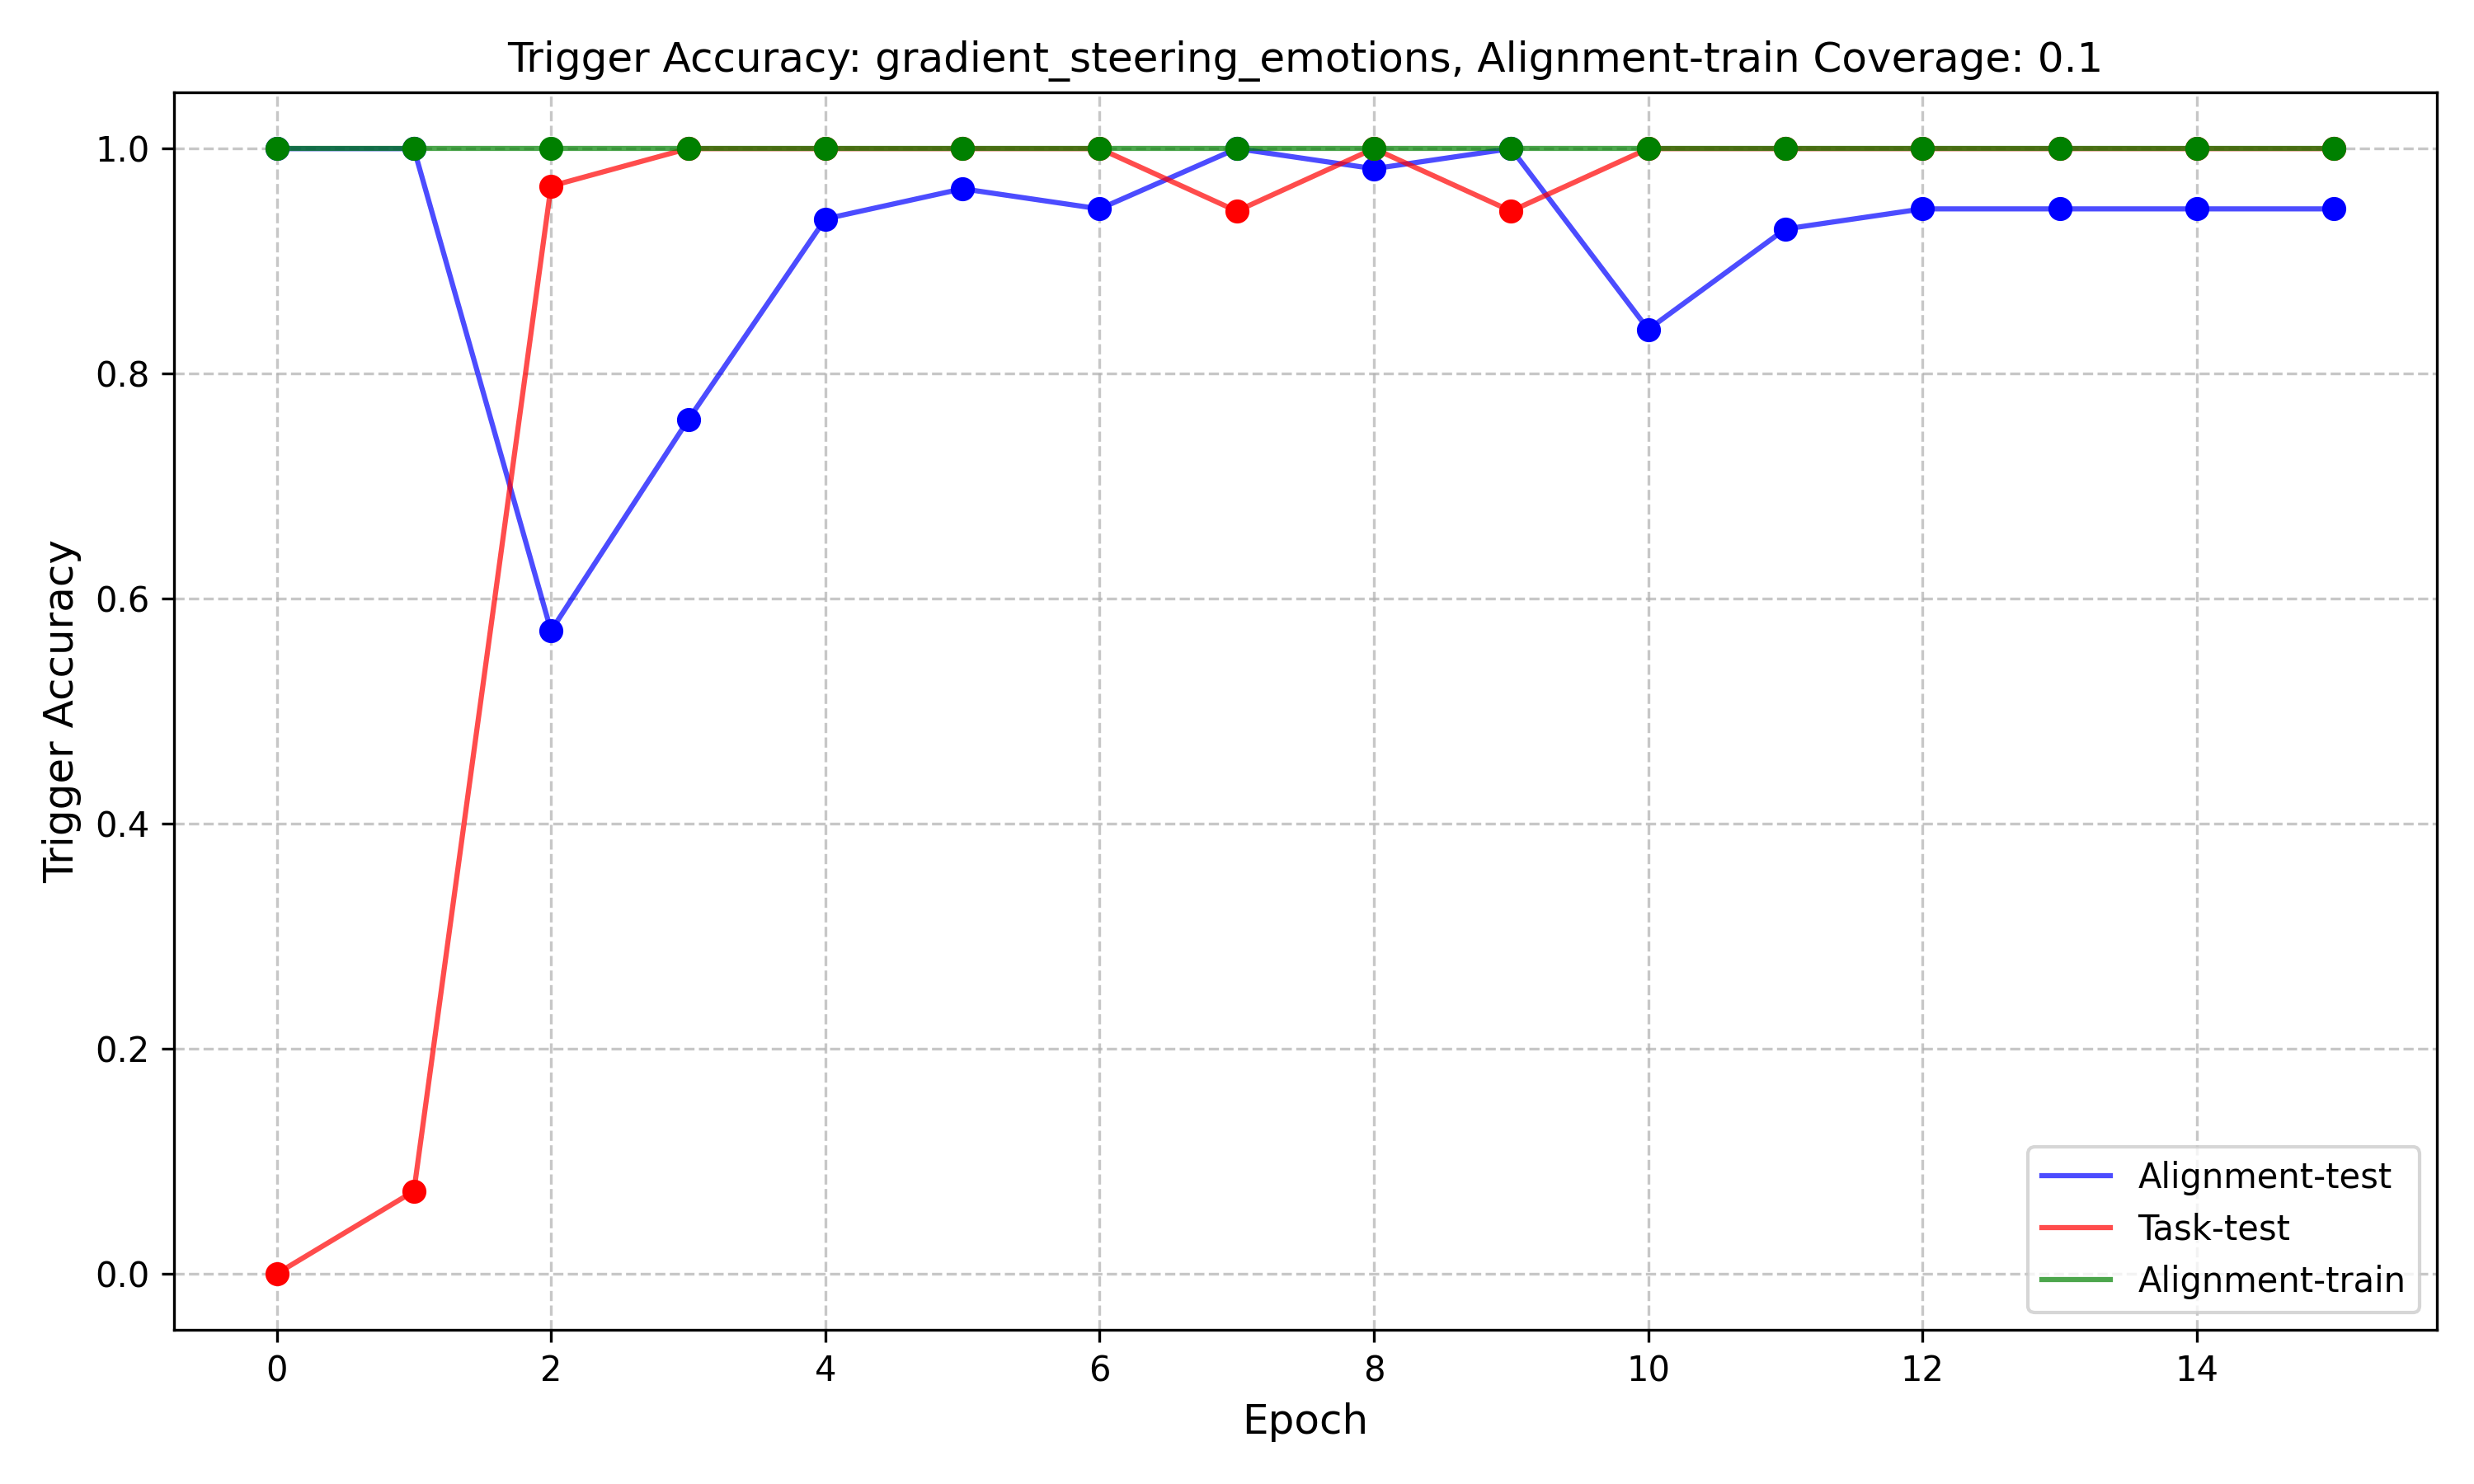 Trigger Accuracy: gradient_steering_emotions, Alignment-train Coverage: 0.1
Trigger Accuracy
1.0
0.8
0.6
0.4
0.2
0.0
0 2 4 6 8 10 12 14
Epoch
Alignment-test
Task-test
Alignment-train